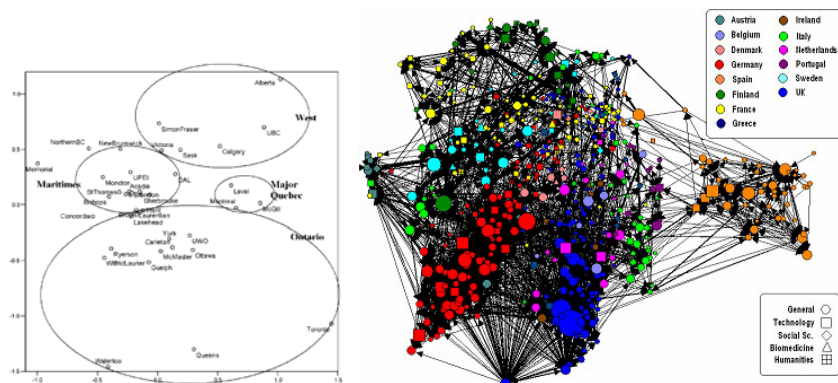 Alberta
West
SimonFraser
UBC
NorthernBC
NewBrunswick
Victoria
Sask
Calgary
Memorial
Maritimes
UPEI
DAL
Moncton
Acadia
StThomas
Bishops
Sherbrooke
Laval
Major
Quebec
Montreal
McGill
Concordia
Laurentian
Lakehead
Ontario
York
Carleton
UWO
Ryerson
McMaster
Ottawa
WilfridLaurier
Guelph
Toronto
Queens
Waterloo
1.0
0.5
0.0
-0.5
-1.0
-1.5
-1.0 -0.5 0.0 0.5 1.0 1.5
Austria
Belgium
Denmark
Germany
Spain
Finland
France
Greece
Ireland
Italy
Netherlands
Portugal
Sweden
UK
General
Technology
Social Sc.
Biomedicine
Humanities